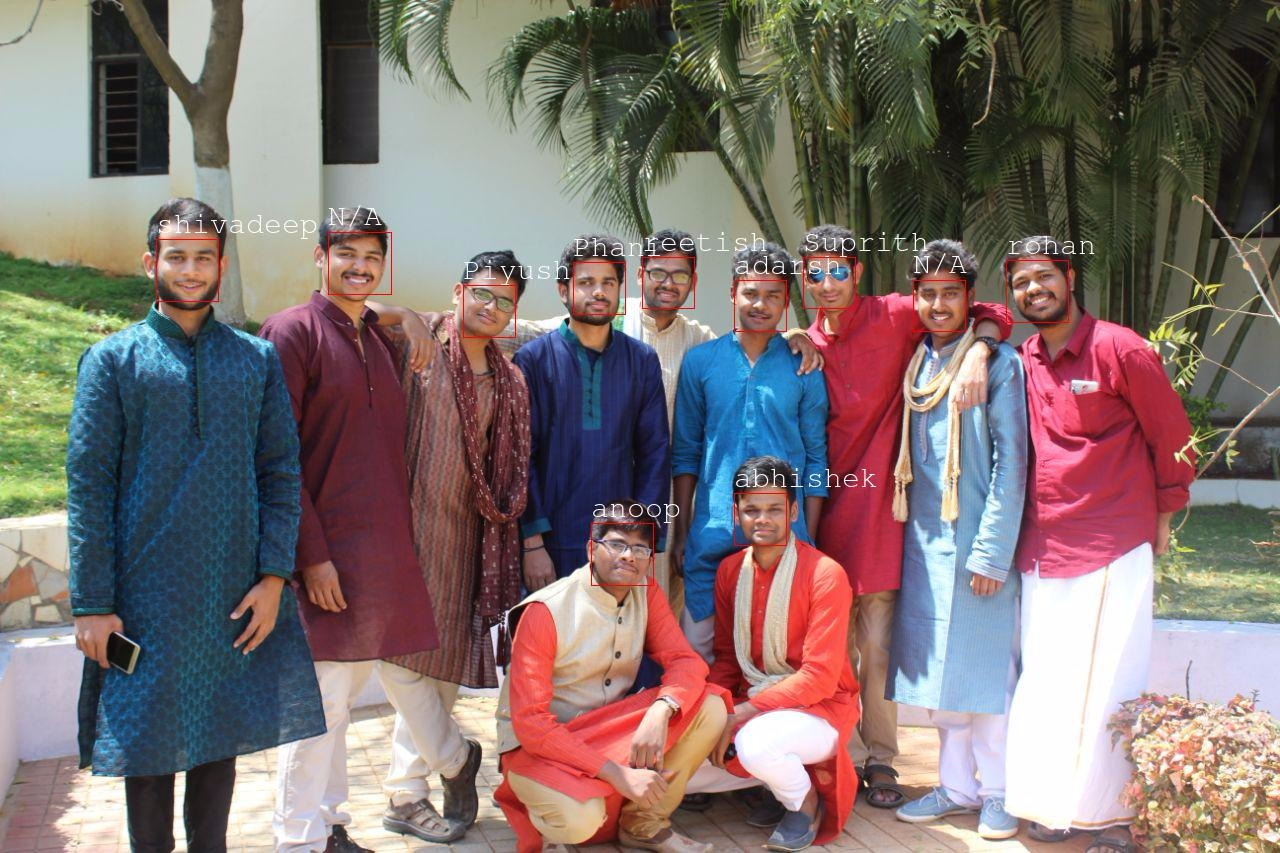 shivadeep
N/A
Piyush
Phan
reetish
adarsh
Suprith
N/A
rohan
abhishek
anoop